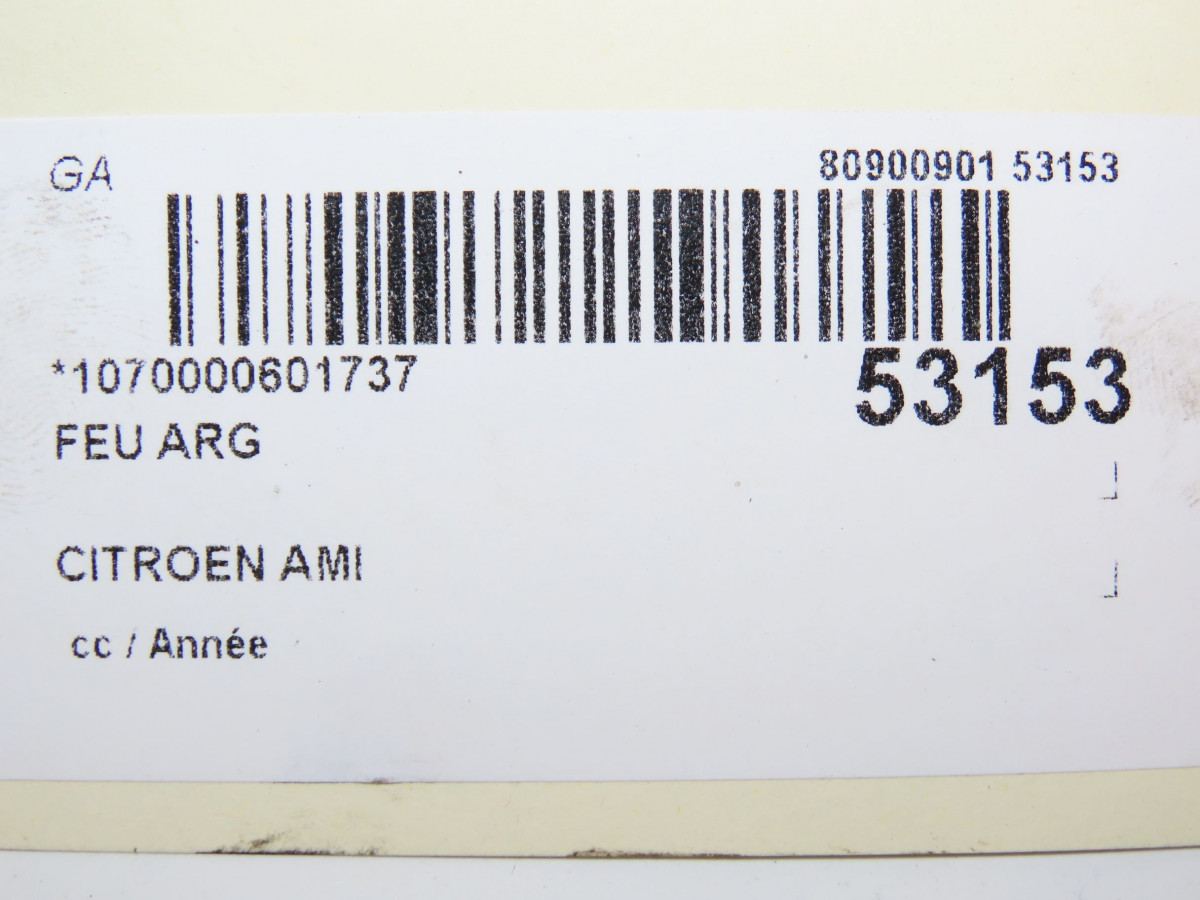 GA
80900901 53153
*1070000601737
53153
FEU ARG
CITROEN AMI
cc / Année